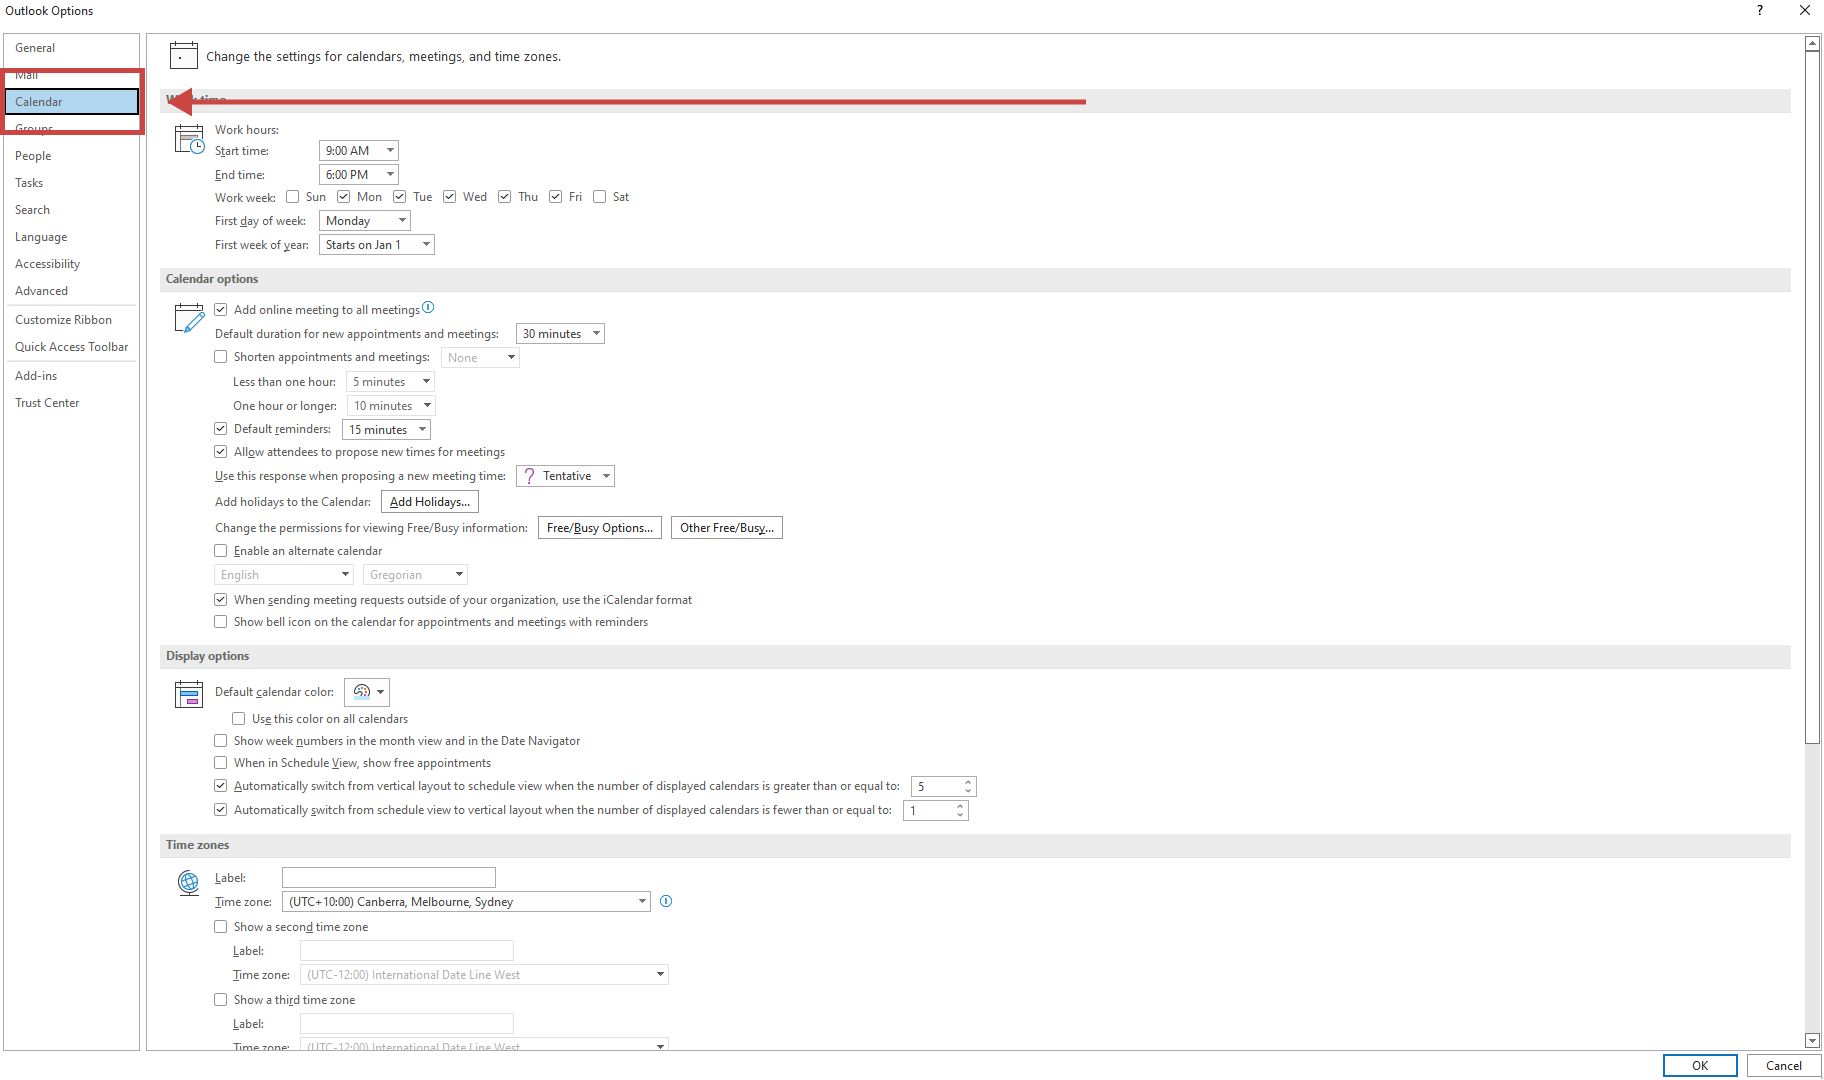 Outlook Options
?
General
Mail
Calendar
Groups
People
Tasks
Search
Language
Accessibility
Advanced
Customize Ribbon
Quick Access Toolbar
Add-ins
Trust Center
Change the settings for calendars, meetings, and time zones.
Work time
Work hours:
Start time: 9:00 AM
End time: 6:00 PM
Work week: Sun Mon Tue Wed Thu Fri Sat
First day of week: Monday
First week of year: Starts on Jan 1
Calendar options
Add online meeting to all meetings
Default duration for new appointments and meetings: 30 minutes
Shorten appointments and meetings: None
Less than one hour: 5 minutes
One hour or longer: 10 minutes
Default reminders: 15 minutes
Allow attendees to propose new times for meetings
Use this response when proposing a new meeting time: ? Tentative
Add holidays to the Calendar: Add Holidays...
Change the permissions for viewing Free/Busy information: Free/Busy Options... Other Free/Busy...
Enable an alternate calendar
English Gregorian
When sending meeting requests outside of your organization, use the iCalendar format
Show bell icon on the calendar for appointments and meetings with reminders
Display options
Default calendar color:
Use this color on all calendars
Show week numbers in the month view and in the Date Navigator
When in Schedule View, show free appointments
Automatically switch from vertical layout to schedule view when the number of displayed calendars is greater than or equal to: 5
Automatically switch from schedule view to vertical layout when the number of displayed calendars is fewer than or equal to: 1
Time zones
Label:
Time zone: (UTC+10:00) Canberra, Melbourne, Sydney
Show a second time zone
Label:
Time zone: (UTC-12:00) International Date Line West
Show a third time zone
Label:
Time zone: (UTC-12:00) International Date Line West
OK Cancel